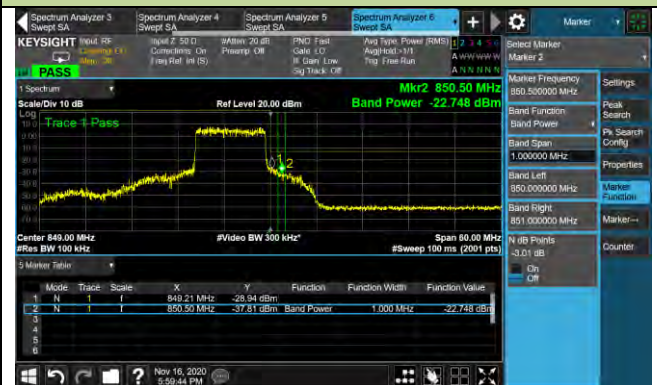 Spectrum Analyzer 3
Swept SA
Spectrum Analyzer 4
Swept SA
Spectrum Analyzer 5
Swept SA
Spectrum Analyzer 6
Swept SA
Marker
KEYSIGHT
Input: RF
Input Z: 50 Ω
Corrections: On
Freq Ref: Int (S)
#Atten: 20 dB
Preamp: Off
PNO: Fast
Gate: LO
IF Gain: Low
Sig Track: Off
Avg Type: Power (RMS)
Avg|Hold:>1/1
Trig: Free Run
1 2 3 4 5 6
A W W W W W
A N N N N N
PASS
1 Spectrum
Scale/Div 10 dB
Ref Level 20.00 dBm
Mkr2 850.50 MHz
Band Power -22.748 dBm
Log
Trace 1 Pass
2
Center 849.00 MHz
#Res BW 100 kHz
#Video BW 300 kHz*
Span 60.00 MHz
#Sweep 100 ms (2001 pts)
5 Marker Table
Mode Trace Scale X Y Function Function Width Function Value
1 N 1 f 849.21 MHz -28.94 dBm
2 N 1 f 850.50 MHz -37.81 dBm Band Power 1.000 MHz -22.748 dBm
3
4
5
6
Nov 16, 2020
5:59:44 PM
Select Marker
Marker 2
Marker Frequency
850.500000 MHz
Band Function
Band Power
Band Span
1.00000 MHz
Band Left
850.000000 MHz
Band Right
851.000000 MHz
N dB Points
-3.01 dB
On
Off
Settings
Peak
Search
Pk Search
Config
Properties
Marker
Function
Marker→
Counter